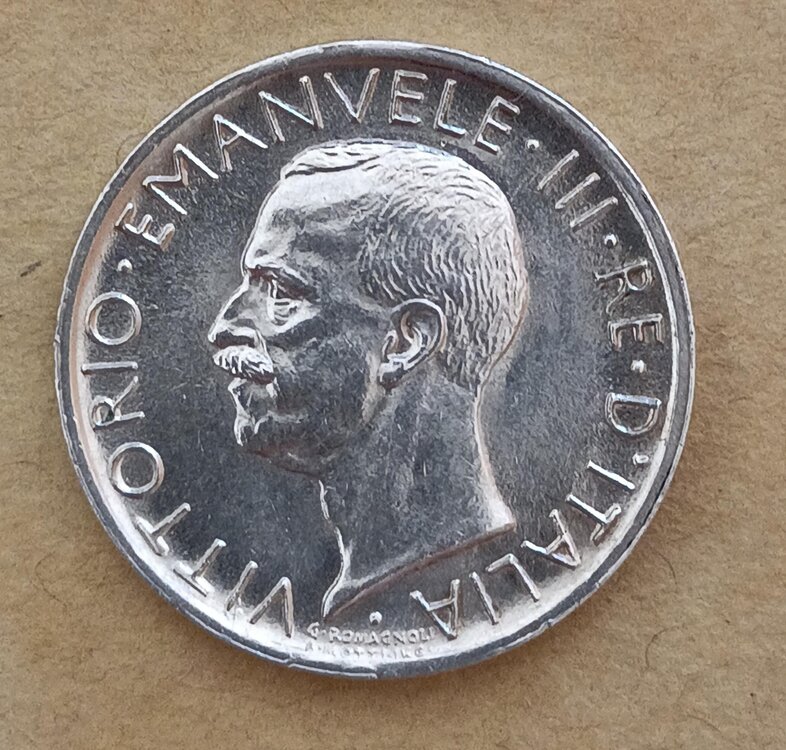 VITTORIO · EMANVELE · III · RE · D'ITALIA ·
G · ROMAGNOLI